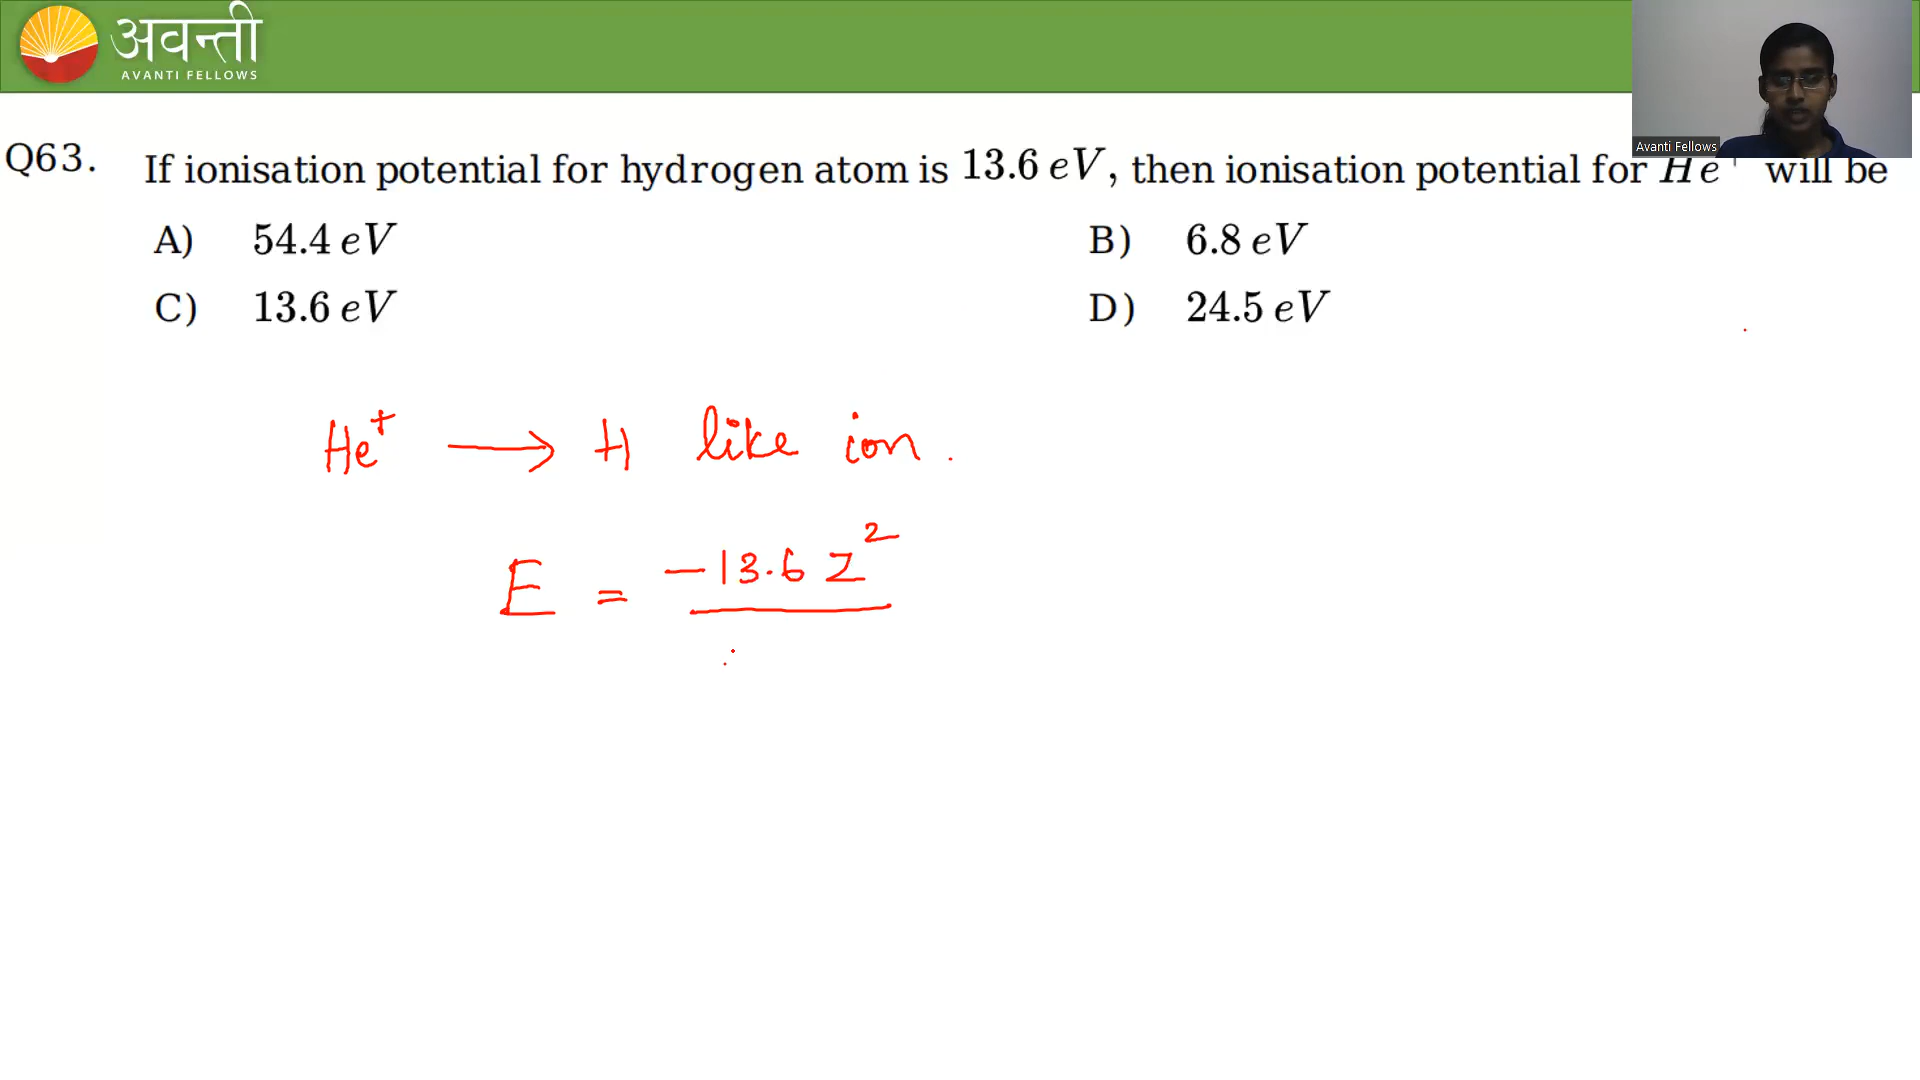 अवन्ती
AVANTI FELLOWS
Avanti Fellows
Q63. If ionisation potential for hydrogen atom is 13.6 eV, then ionisation potential for He⁺ will be
A) 54.4 eV B) 6.8 eV
C) 13.6 eV D) 24.5 eV
He⁺ ⟶ H like ion.
E = −13.6 Z²